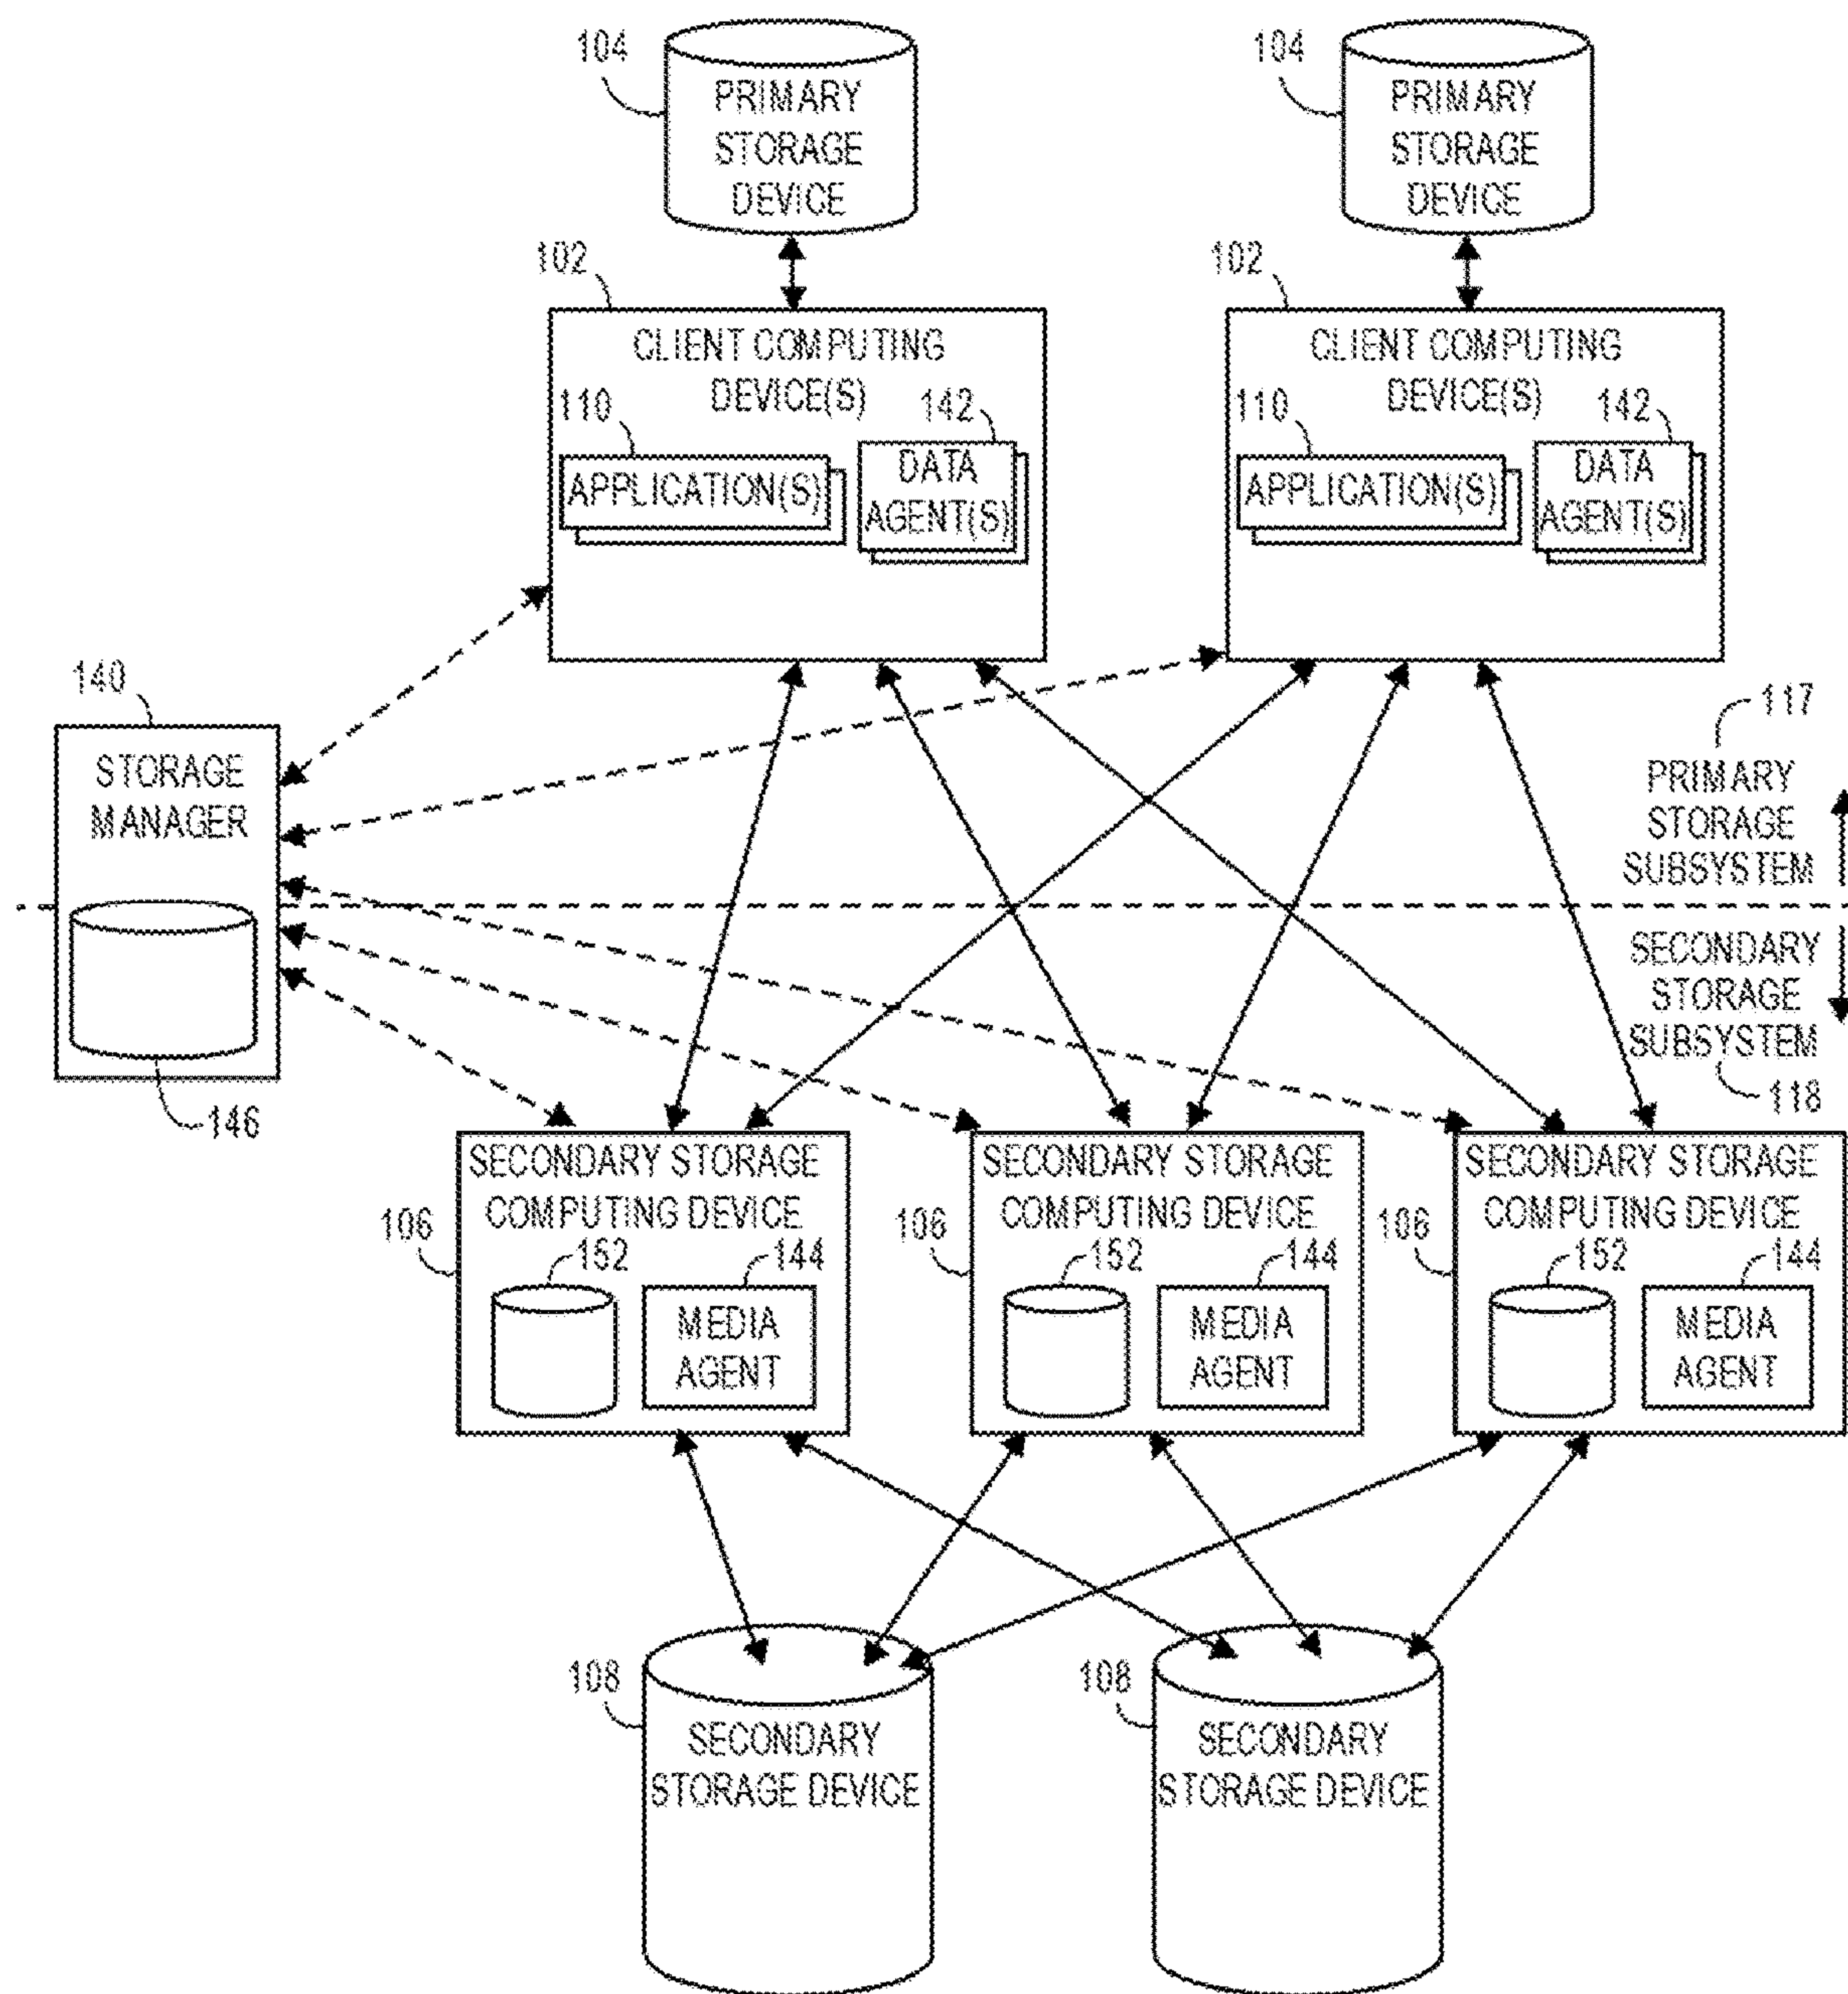 104
PRIMARY
STORAGE
DEVICE
104
PRIMARY
STORAGE
DEVICE
102
CLIENT COMPUTING
DEVICE(S)
110
142
APPLICATION(S)
DATA
AGENT(S)
102
CLIENT COMPUTING
DEVICE(S)
110
142
APPLICATION(S)
DATA
AGENT(S)
140
STORAGE
MANAGER
146
117
PRIMARY
STORAGE
SUBSYSTEM
SECONDARY
STORAGE
SUBSYSTEM
118
SECONDARY STORAGE
COMPUTING DEVICE
106
152
144
MEDIA
AGENT
SECONDARY STORAGE
COMPUTING DEVICE
106
152
144
MEDIA
AGENT
SECONDARY STORAGE
COMPUTING DEVICE
106
152
144
MEDIA
AGENT
108
SECONDARY
STORAGE DEVICE
108
SECONDARY
STORAGE DEVICE